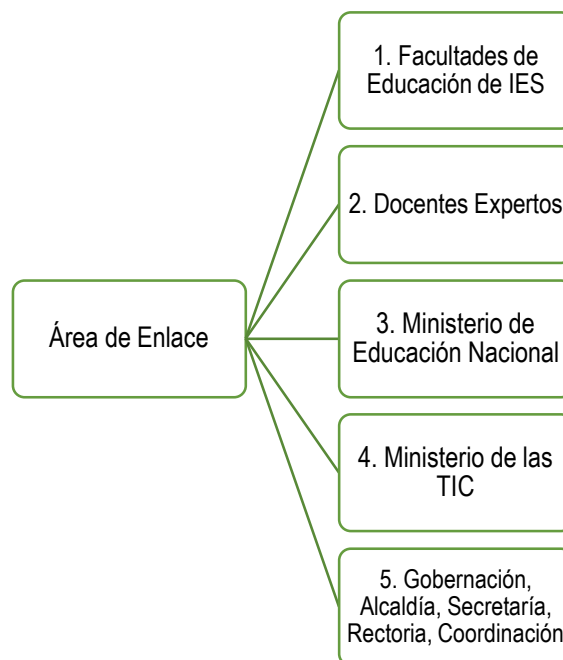 1. Facultades de
Educación de IES
2. Docentes Expertos
Área de Enlace
3. Ministerio de
Educación Nacional
4. Ministerio de las
TIC
5. Gobernación,
Alcaldía, Secretaría,
Rectoria, Coordinación